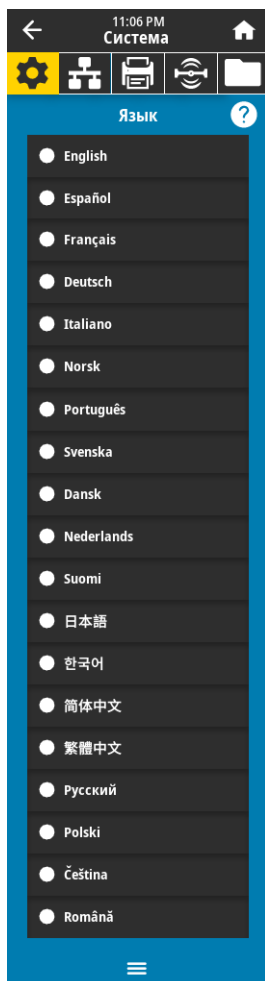 11:06 PM
Система
Язык
?
English
Español
Français
Deutsch
Italiano
Norsk
Português
Svenska
Dansk
Nederlands
Suomi
日本語
한국어
简体中文
繁體中文
Русский
Polski
Čeština
Română